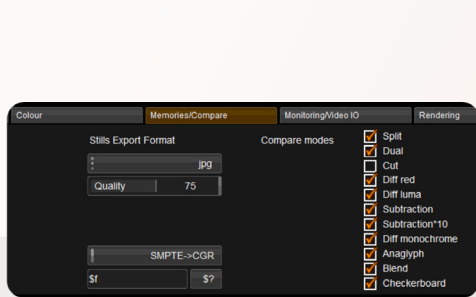 Colour Memories/Compare Monitoring/Video IO Rendering
Stills Export Format
jpg
Quality 75
SMPTE->CGR
$f $?
Compare modes
Split
Dual
Cut
Diff red
Diff luma
Subtraction
Subtraction*10
Diff monochrome
Anaglyph
Blend
Checkerboard